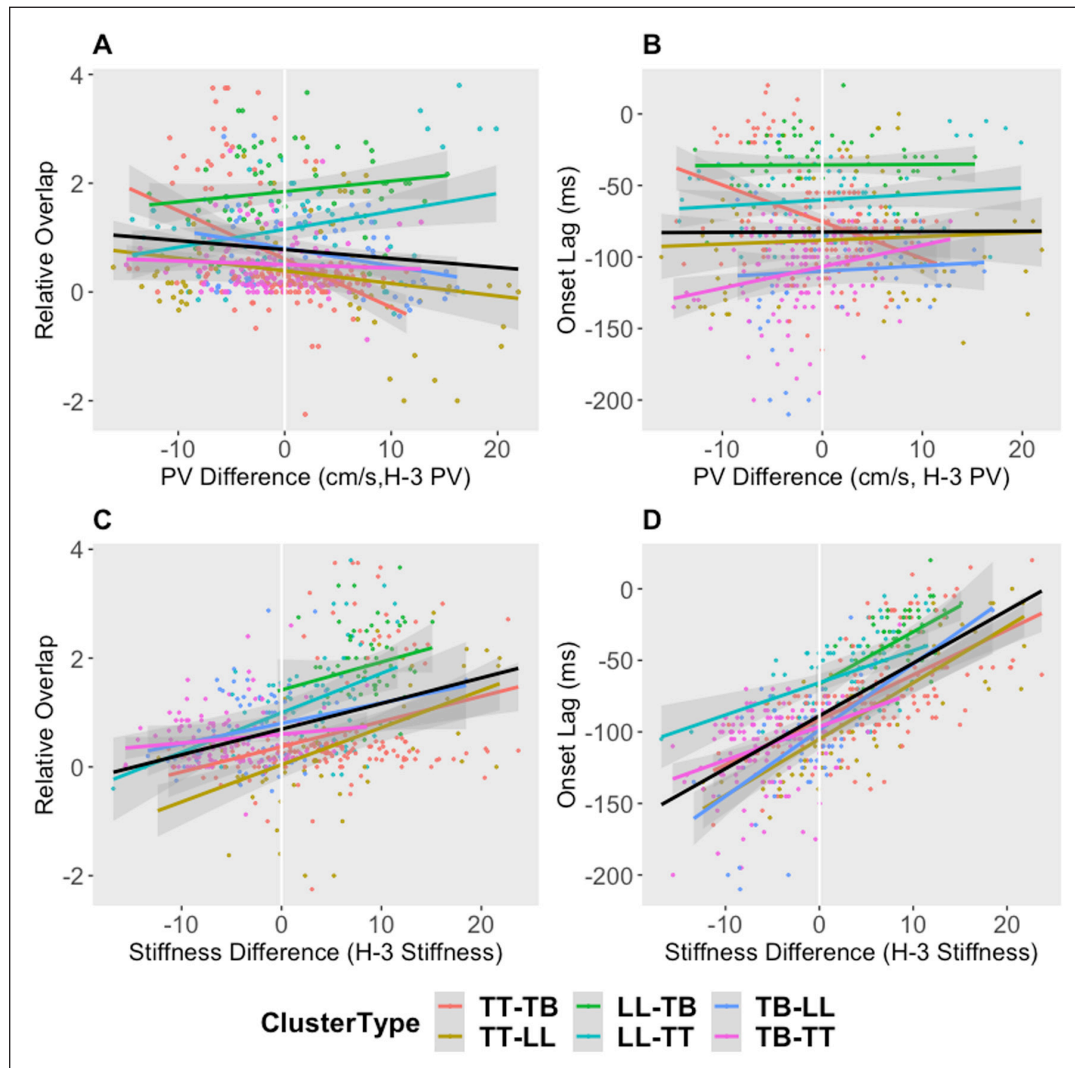 A
B
4
2
0
-2
Relative Overlap
-10 0 10 20
PV Difference (cm/s,H-3 PV)
0
-50
-100
-150
-200
Onset Lag (ms)
-10 0 10 20
PV Difference (cm/s, H-3 PV)
C
D
4
2
0
-2
Relative Overlap
-10 0 10 20
Stiffness Difference (H-3 Stiffness)
0
-50
-100
-150
-200
Onset Lag (ms)
-10 0 10 20
Stiffness Difference (H-3 Stiffness)
ClusterType
TT-TB LL-TB TB-LL
TT-LL LL-TT TB-TT